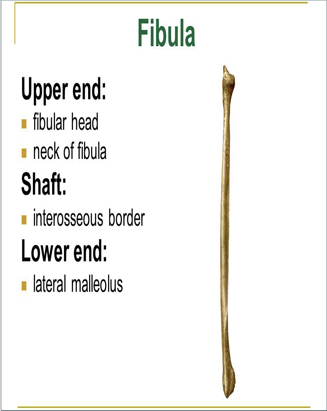 Fibula
Upper end:
fibular head
neck of fibula
Shaft:
interosseous border
Lower end:
lateral malleolus